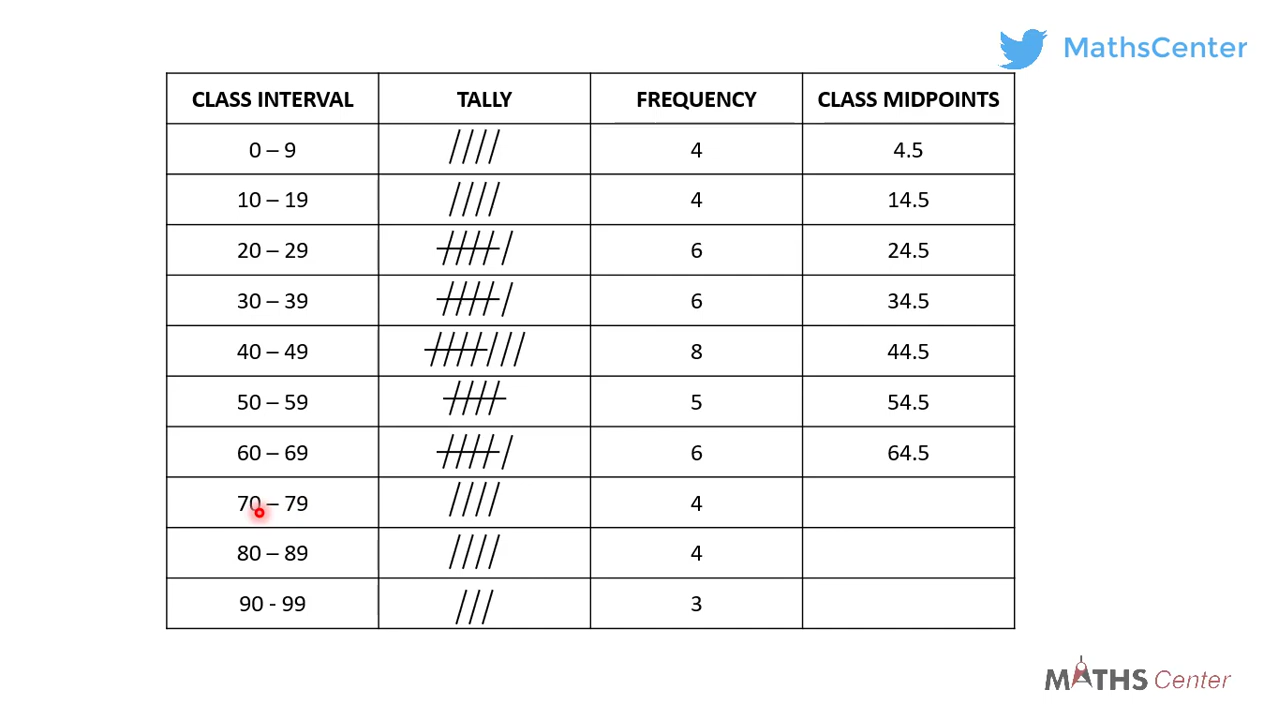 MathsCenter
CLASS INTERVAL TALLY FREQUENCY CLASS MIDPOINTS
0 – 9 4 4.5
10 – 19 4 14.5
20 – 29 6 24.5
30 – 39 6 34.5
40 – 49 8 44.5
50 – 59 5 54.5
60 – 69 6 64.5
70 – 79 4
80 – 89 4
90 - 99 3
MATHS Center